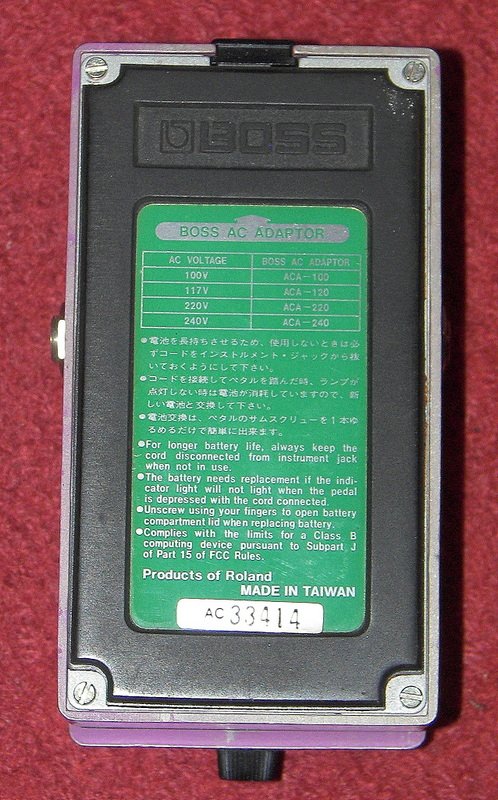 BOSS
BOSS AC ADAPTOR
AC VOLTAGE BOSS AC ADAPTOR
100V ACA-100
117V ACA-120
220V ACA-220
240V ACA-240
●電池を長持ちさせるため、使用しないときは必
ずコードをインストルメント・ジャックから抜
いておくようにして下さい。
●コードを接続してペダルを踏んだ時、ランプが
点灯しない時は電池が消耗していますので、新
しい電池と交換して下さい。
●電池交換は、ペダルのサムスクリューを1本ゆ
るめるだけで簡単に出来ます。
●For longer battery life, always keep the
cord disconnected from instrument jack
when not in use.
●The battery needs replacement if the indi-
cator light will not light when the pedal
is depressed with the cord connected.
●Unscrew using your fingers to open battery
compartment lid when replacing battery.
●Complies with the limits for a Class B
computing device pursuant to Subpart J
of Part 15 of FCC Rules.
Products of Roland
MADE IN TAIWAN
AC 33414